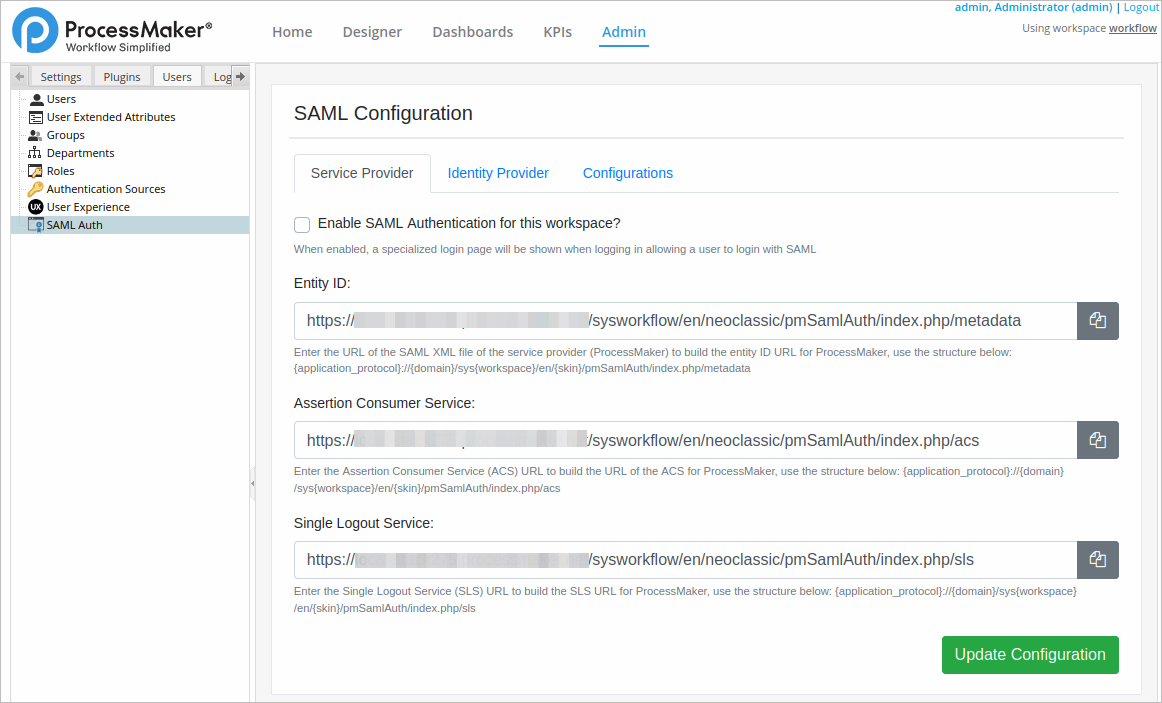 ProcessMaker®
Workflow Simplified
Home Designer Dashboards KPIs Admin
admin, Administrator (admin) | Logout
Using workspace workflow
Settings Plugins Users Log
Users
User Extended Attributes
Groups
Departments
Roles
Authentication Sources
UX User Experience
SAML Auth
SAML Configuration
Service Provider Identity Provider Configurations
Enable SAML Authentication for this workspace?
When enabled, a specialized login page will be shown when logging in allowing a user to login with SAML
Entity ID:
https:// /sysworkflow/en/neoclassic/pmSamlAuth/index.php/metadata
Enter the URL of the SAML XML file of the service provider (ProcessMaker) to build the entity ID URL for ProcessMaker, use the structure below:
{application_protocol}://{domain}/sys{workspace}/en/{skin}/pmSamlAuth/index.php/metadata
Assertion Consumer Service:
https:// /sysworkflow/en/neoclassic/pmSamlAuth/index.php/acs
Enter the Assertion Consumer Service (ACS) URL to build the URL of the ACS for ProcessMaker, use the structure below: {application_protocol}://{domain}
/sys{workspace}/en/{skin}/pmSamlAuth/index.php/acs
Single Logout Service:
https:// /sysworkflow/en/neoclassic/pmSamlAuth/index.php/sls
Enter the Single Logout Service (SLS) URL to build the SLS URL for ProcessMaker, use the structure below: {application_protocol}://{domain}/sys{workspace}
/en/{skin}/pmSamlAuth/index.php/sls
Update Configuration